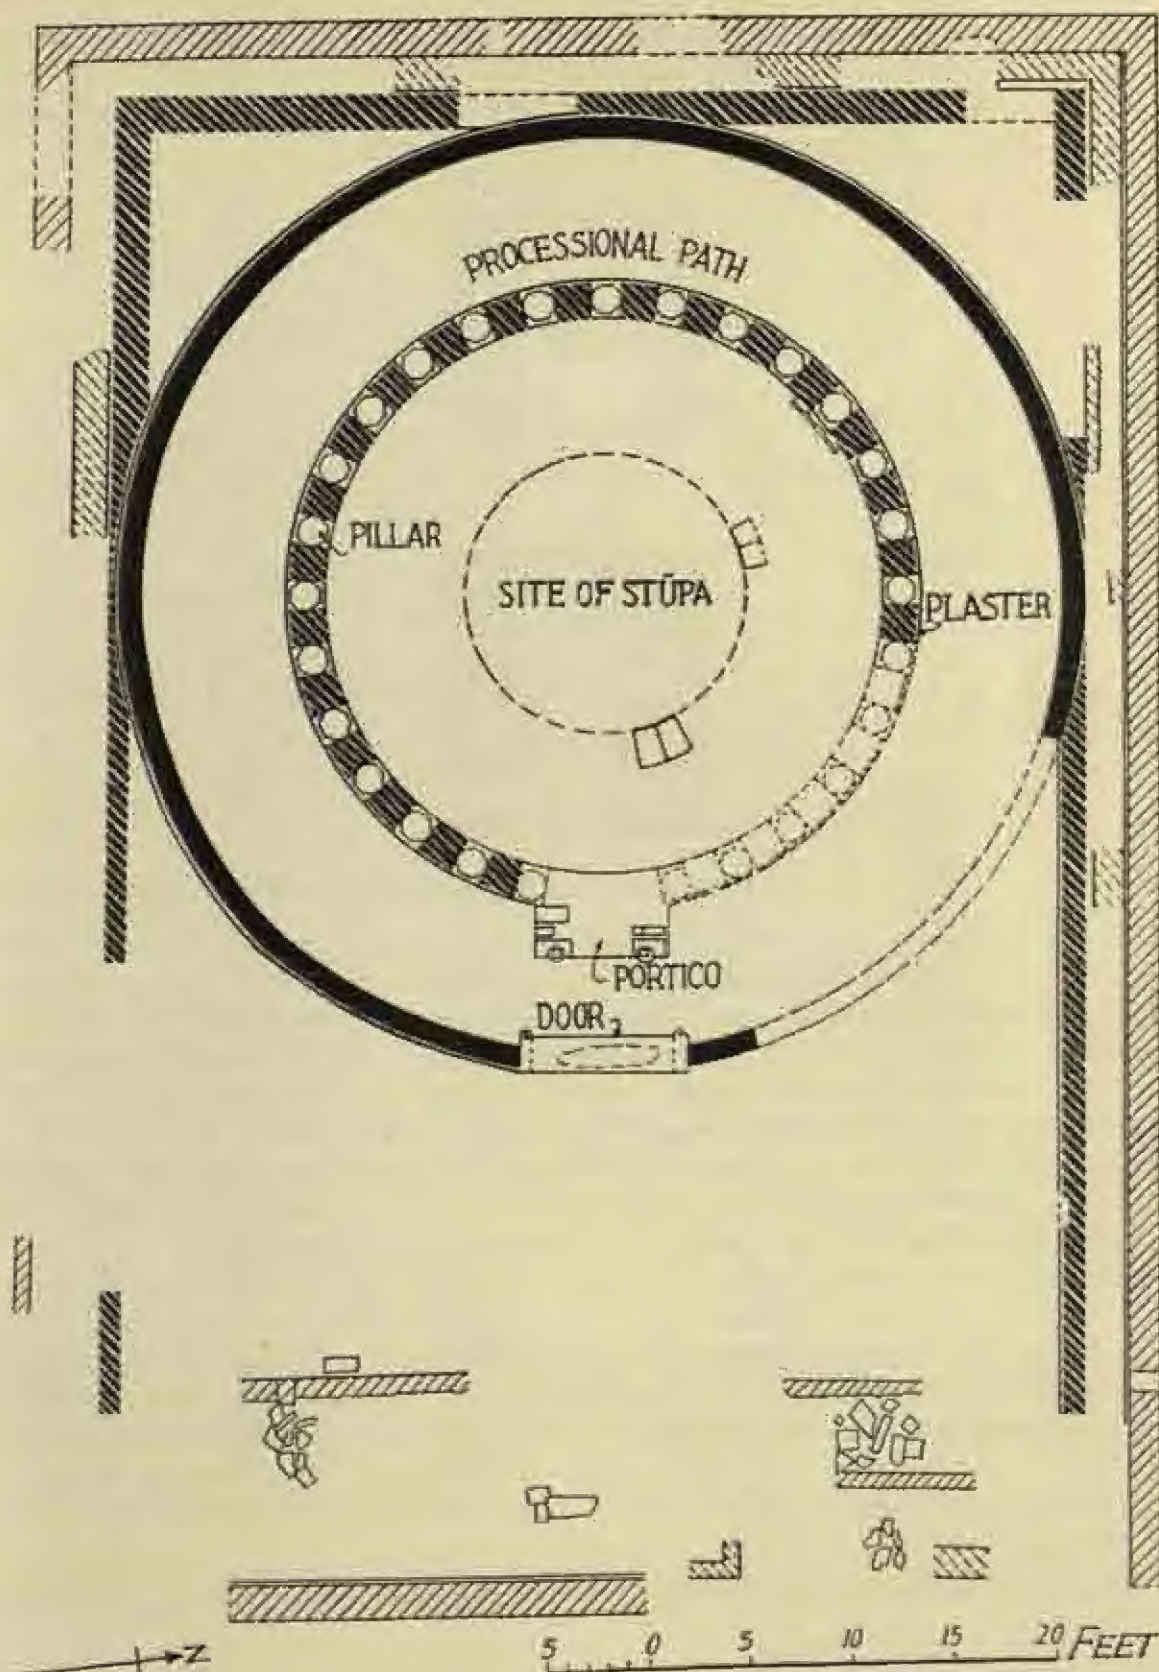 PROCESSIONAL PATH
PILLAR
SITE OF STŪPA
PLASTER
PORTICO
DOOR
Z
5 0 5 10 15 20 FEET